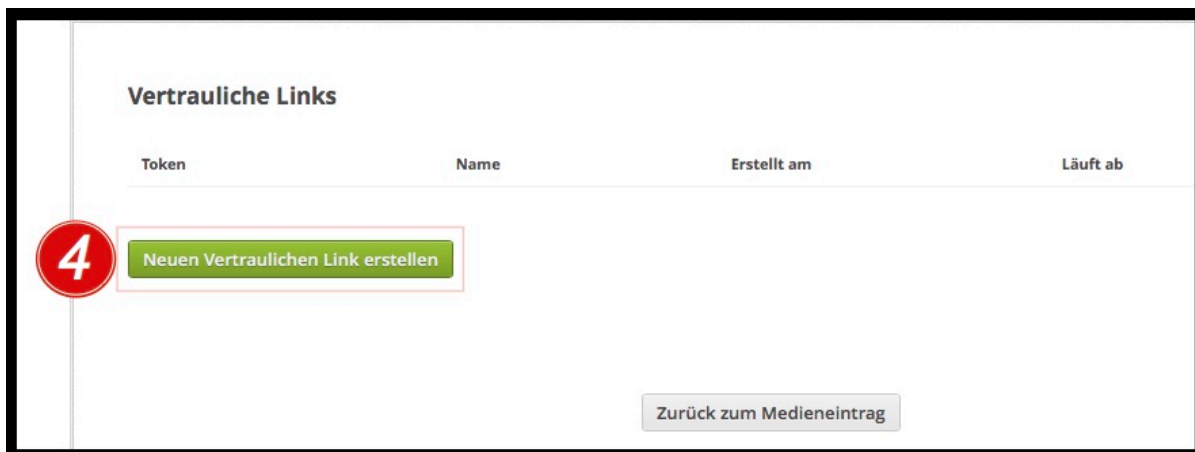 Vertrauliche Links
Token Name Erstellt am Läuft ab
4 Neuen Vertraulichen Link erstellen
Zurück zum Medieneintrag